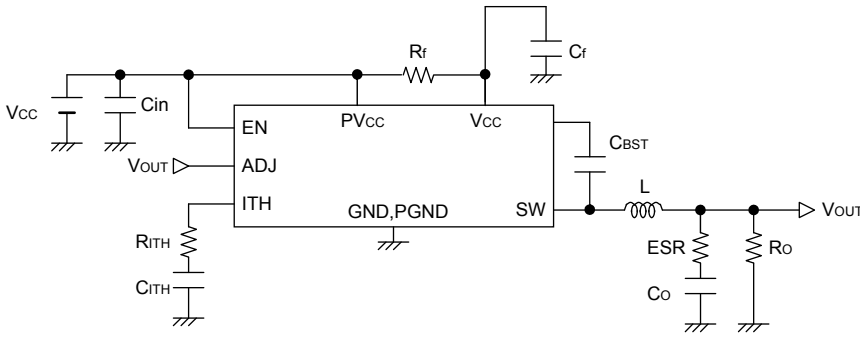 Rf
Cf
VCC
Cin
EN
PVCC
VCC
CBST
VOUT
ADJ
ITH
GND,PGND
SW
L
VOUT
RITH
CITH
ESR
RO
CO